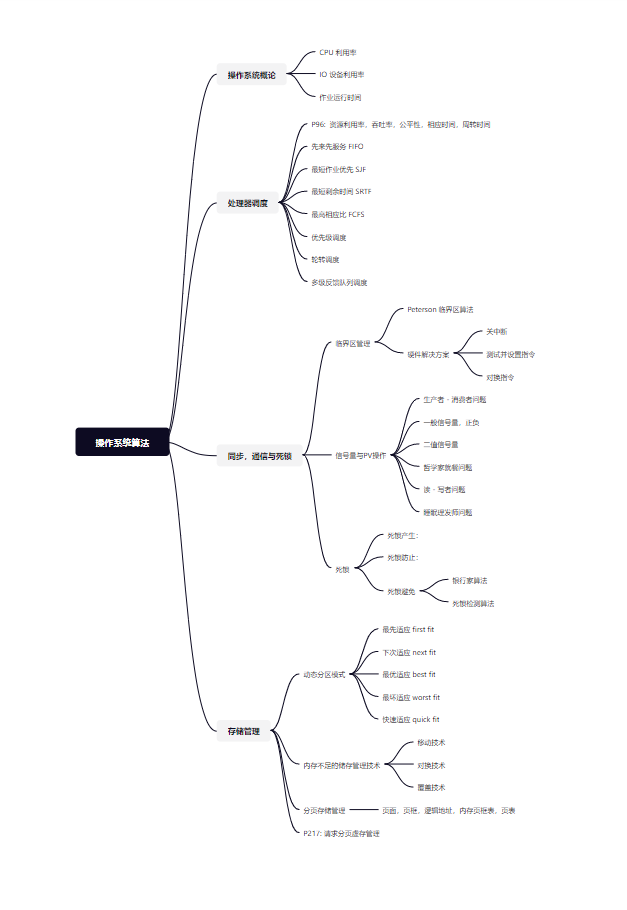 操作系统算法
操作系统概论
CPU 利用率
IO 设备利用率
作业运行时间
处理器调度
P96: 资源利用率，吞吐率，公平性，相应时间，周转时间
先来先服务 FIFO
最短作业优先 SJF
最短剩余时间 SRTF
最高相应比 FCFS
优先级调度
轮转调度
多级反馈队列调度
同步、通信与死锁
临界区管理
Peterson 临界区算法
硬件解决方案
关中断
测试并设置指令
对换指令
信号量与PV操作
生产者 - 消费者问题
一般信号量，正负
二值信号量
哲学家就餐问题
读 - 写者问题
睡眠理发师问题
死锁
死锁产生：
死锁防止：
死锁避免
银行家算法
死锁检测算法
存储管理
动态分区模式
最先适应 first fit
下次适应 next fit
最优适应 best fit
最坏适应 worst fit
快速适应 quick fit
内存不足的储存管理技术
移动技术
对换技术
覆盖技术
分页存储管理
页面，页框，逻辑地址，内存页框表，页表
P217: 请求分页虚存管理